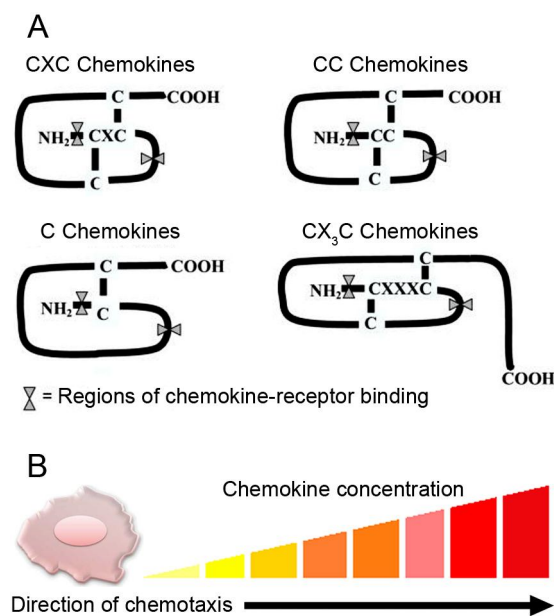 A
CXC Chemokines
CC Chemokines
C
COOH
C
COOH
NH₂
CXC
NH₂
CC
C
C
C Chemokines
CX₃C Chemokines
C
COOH
C
NH₂
C
NH₂
CXXXC
C
COOH
= Regions of chemokine-receptor binding
B
Chemokine concentration
Direction of chemotaxis